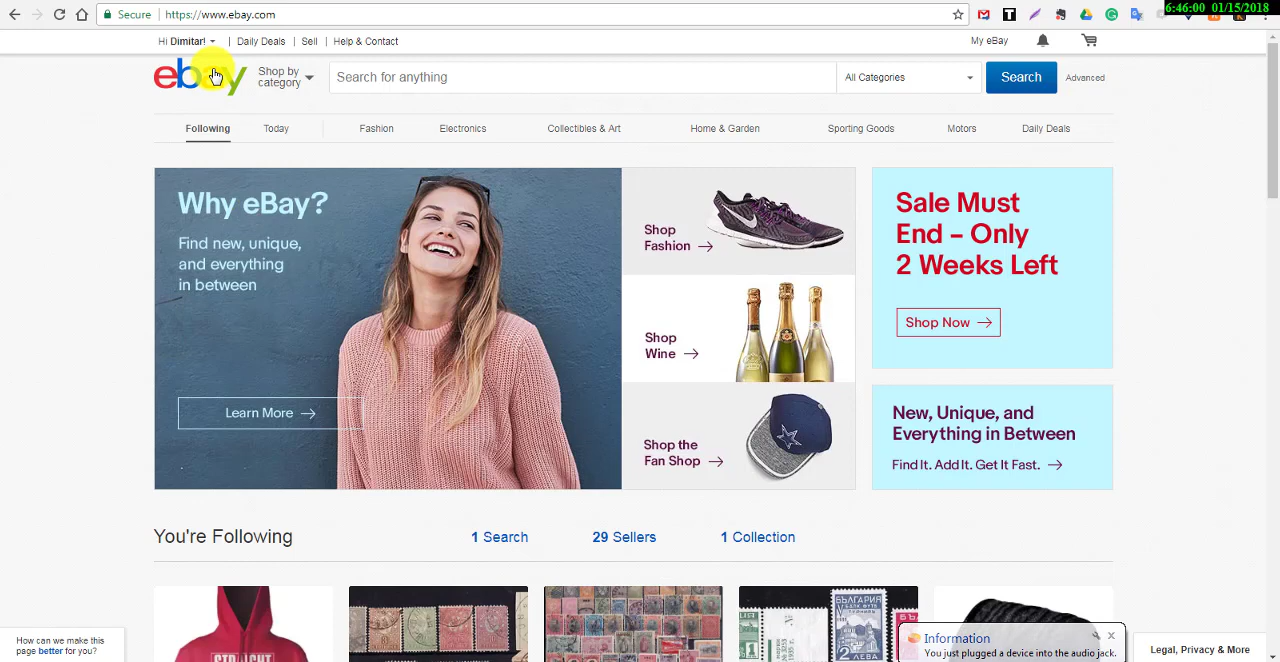 Secure
https://www.ebay.com
6:46:00 01/15/2018
Hi Dimitar!
Daily Deals
Sell
Help & Contact
My eBay
ebay
Shop by
category
Search for anything
All Categories
Search
Advanced
Following
Today
Fashion
Electronics
Collectibles & Art
Home & Garden
Sporting Goods
Motors
Daily Deals
Why eBay?
Find new, unique,
and everything
in between
Learn More
Shop
Fashion
Shop
Wine
Shop the
Fan Shop
Sale Must
End – Only
2 Weeks Left
Shop Now
New, Unique, and
Everything in Between
Find It. Add It. Get It Fast.
You're Following
1 Search
29 Sellers
1 Collection
STRAIGHT
БЪЛГАРИЯ
2 ЛЕВА
How can we make this
page better for you?
Information
You just plugged a device into the audio jack.
Legal, Privacy & More